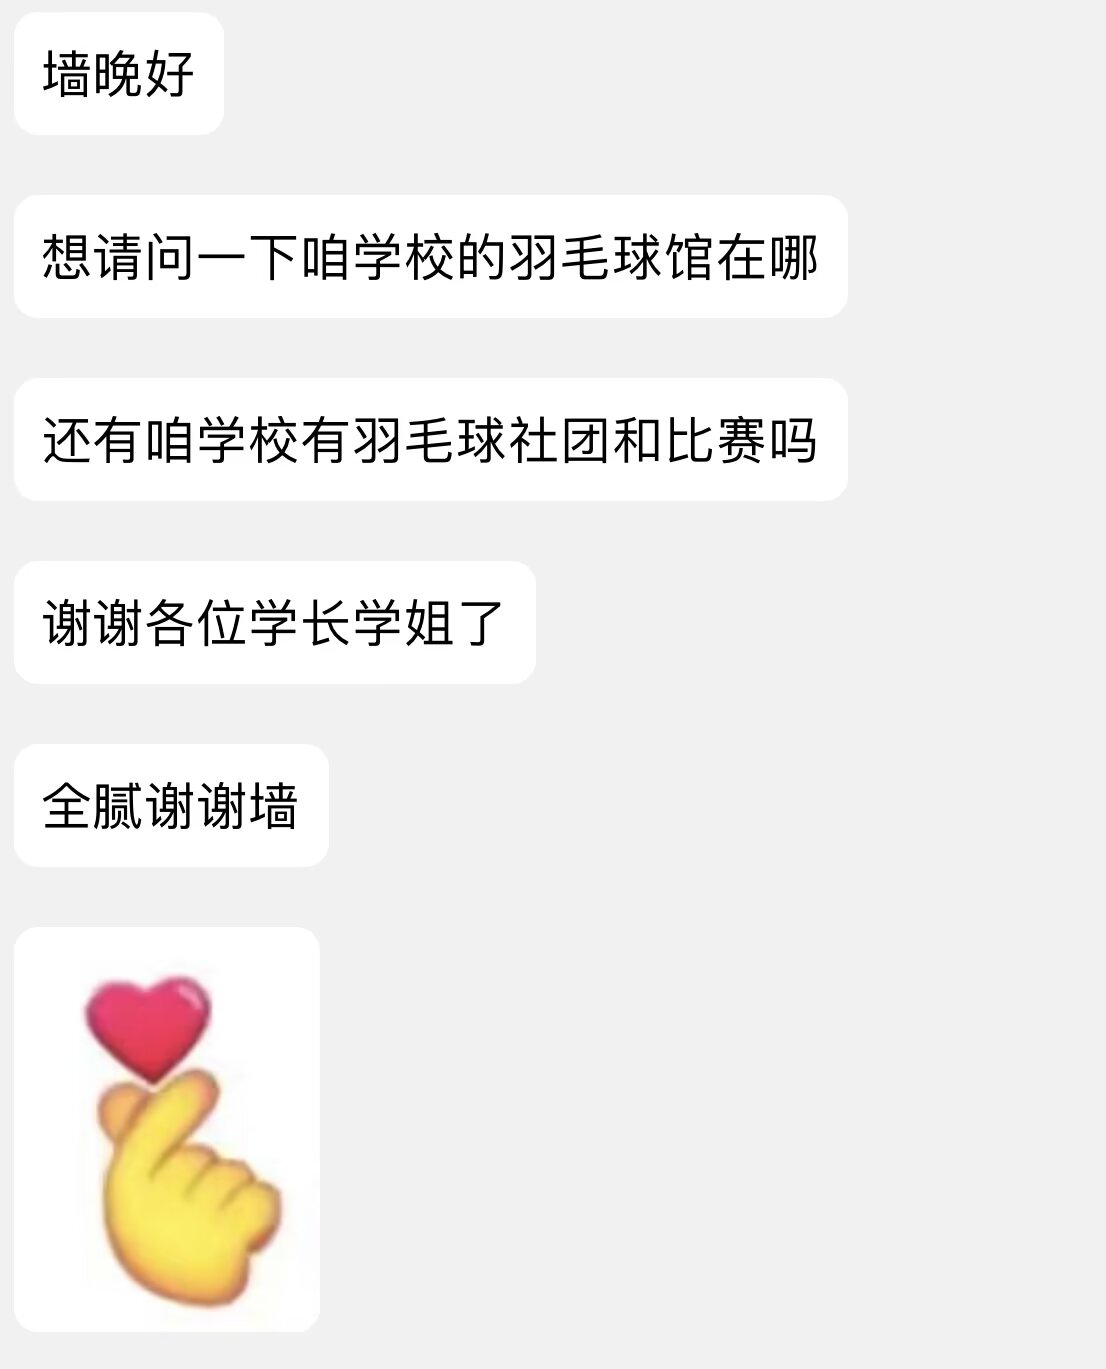 墙晚好
想请问一下咱学校的羽毛球馆在哪
还有咱学校有羽毛球社团和比赛吗
谢谢各位学长学姐了
全腻谢谢墙